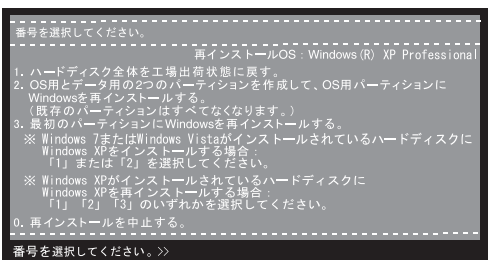 番号を選択してください。
再インストールOS:Windows(R) XP Professional
1. ハードディスク全体を工場出荷状態に戻す。
2. OS用とデータ用の2つのパーティションを作成して、OS用パーティションに
Windowsを再インストールする。
(既存のパーティションはすべてなくなります。)
3. 最初のパーティションにWindowsを再インストールする。
※ Windows 7またはWindows Vistaがインストールされているハードディスクに
Windows XPをインストールする場合:
「1」または「2」を選択してください。
※ Windows XPがインストールされているハードディスクに
Windows XPを再インストールする場合:
「1」「2」「3」のいずれかを選択してください。
0. 再インストールを中止する。
番号を選択してください。>>